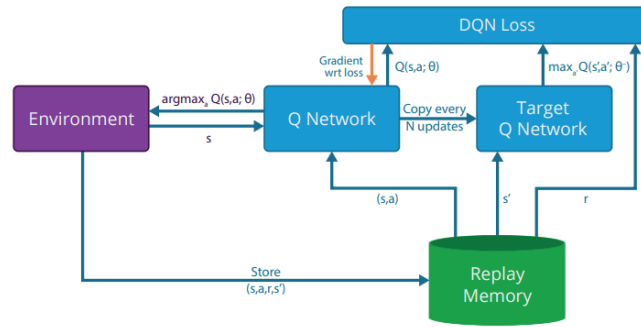 DQN Loss
Gradient
wrt loss
Q(s,a; θ)
maxₐ' Q(s',a'; θ⁻)
argmaxₐ Q(s,a; θ)
Environment
s
Q Network
Copy every
N updates
Target
Q Network
(s,a)
s'
r
Store
(s,a,r,s')
Replay
Memory